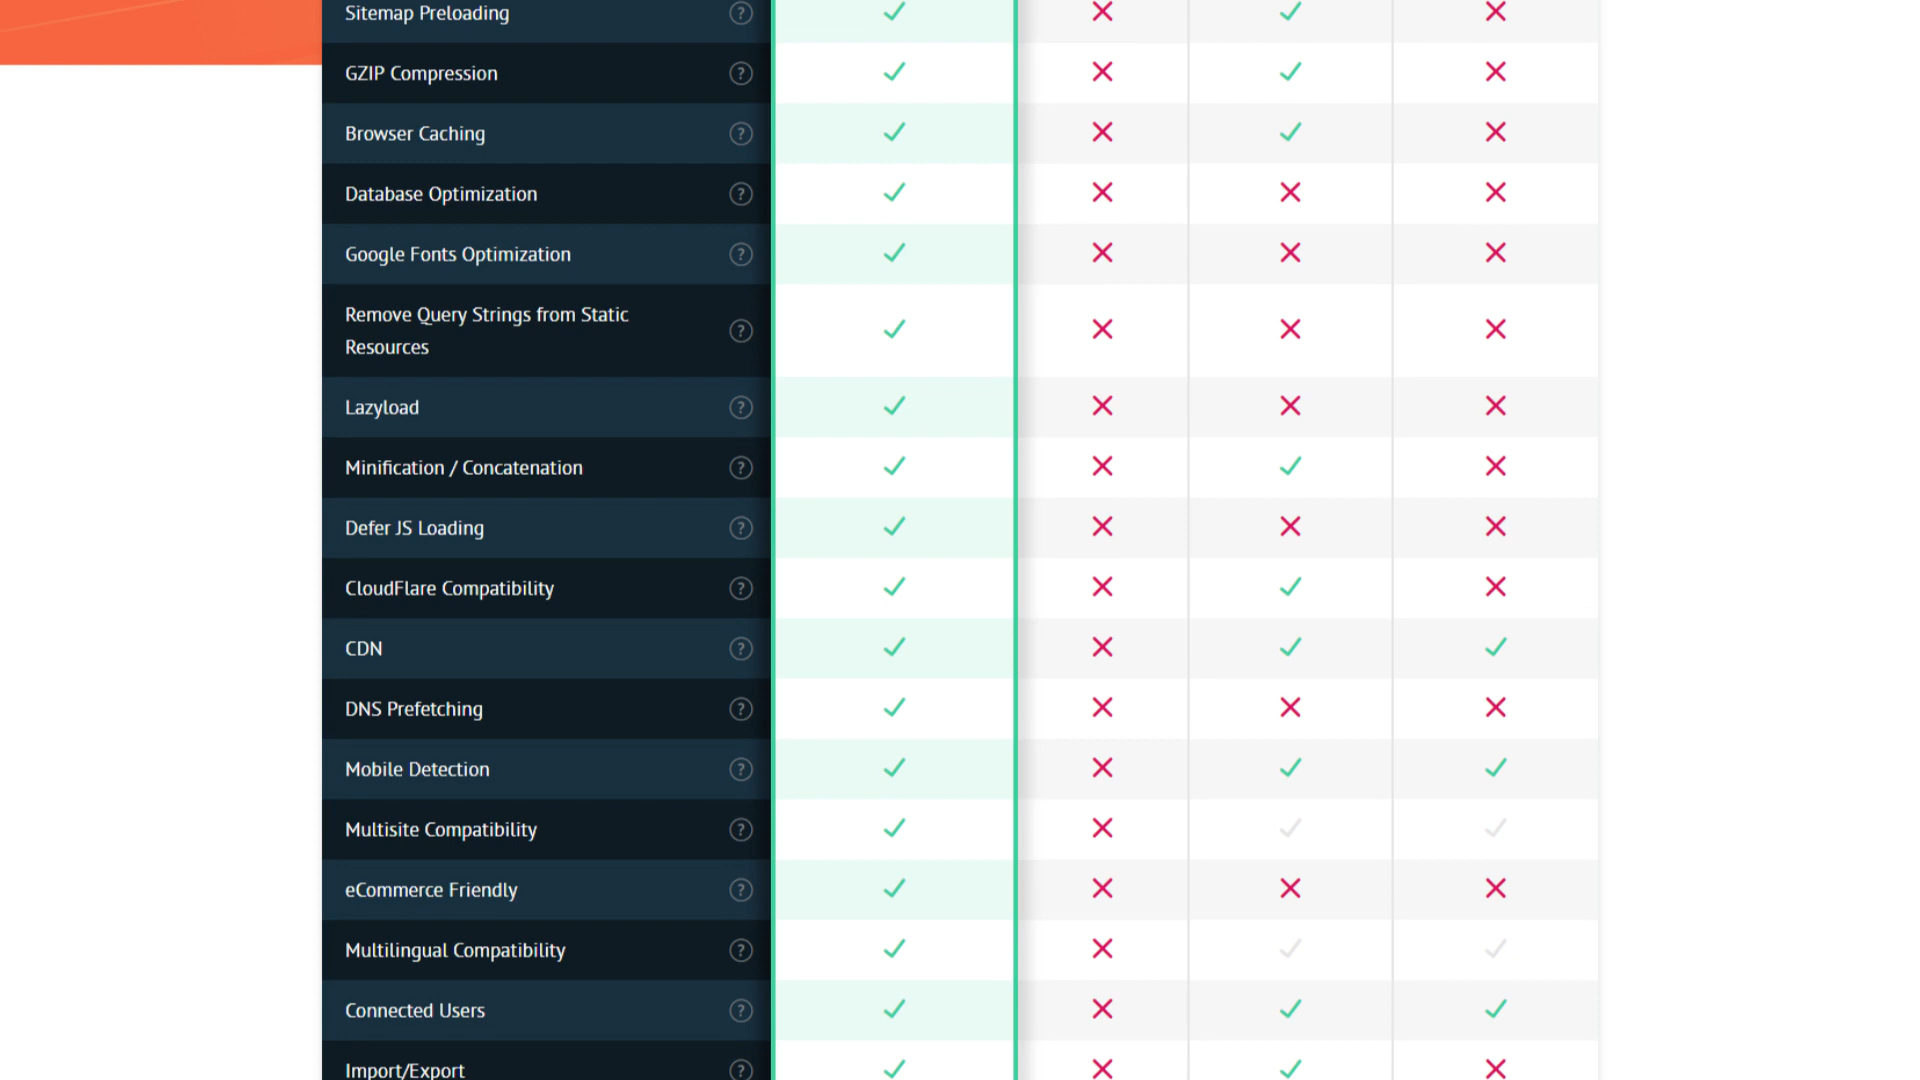 Sitemap Preloading ?
GZIP Compression ?
Browser Caching ?
Database Optimization ?
Google Fonts Optimization ?
Remove Query Strings from Static
Resources ?
Lazyload ?
Minification / Concatenation ?
Defer JS Loading ?
CloudFlare Compatibility ?
CDN ?
DNS Prefetching ?
Mobile Detection ?
Multisite Compatibility ?
eCommerce Friendly ?
Multilingual Compatibility ?
Connected Users ?
Import/Export ?